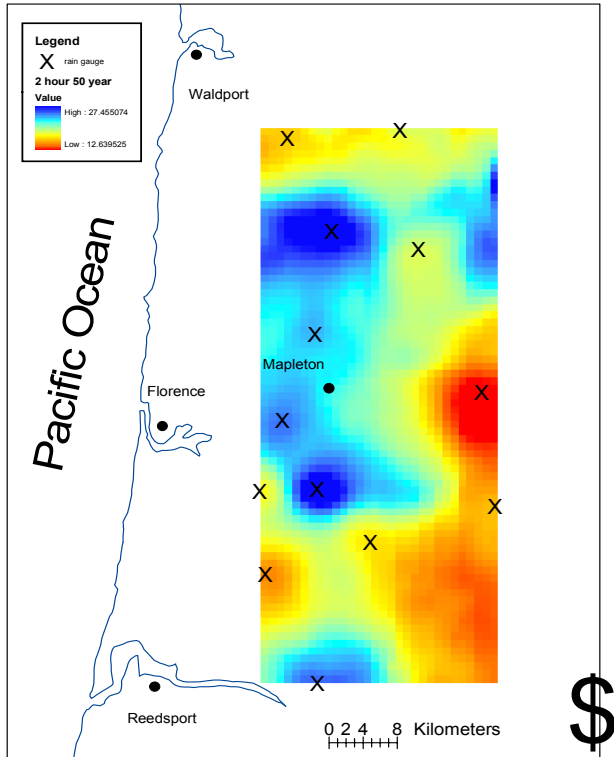 Legend
X rain gauge
2 hour 50 year
Value
High : 27.455074
Low : 12.639525
Waldport
X X
X
X
Pacific Ocean
X
Mapleton
Florence
X
X
X X
X
X
X
X
Reedsport
0 2 4 8 Kilometers
$